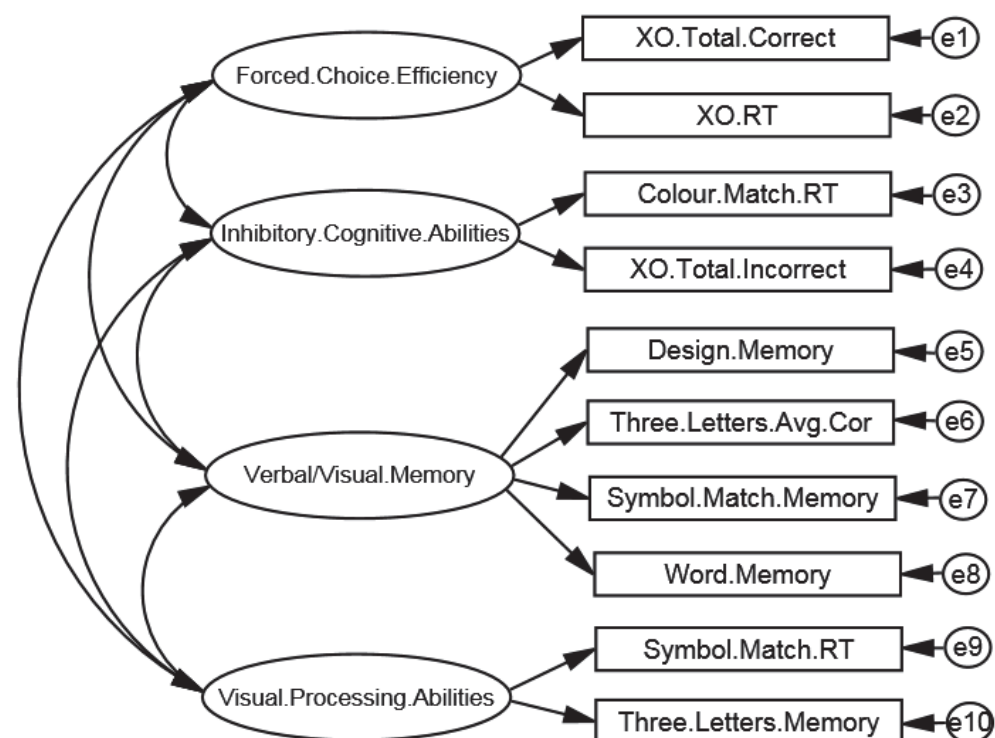 XO.Total.Correct
e1
Forced.Choice.Efficiency
XO.RT
e2
Colour.Match.RT
e3
Inhibitory.Cognitive.Abilities
XO.Total.Incorrect
e4
Design.Memory
e5
Three.Letters.Avg.Cor
e6
Verbal/Visual.Memory
Symbol.Match.Memory
e7
Word.Memory
e8
Symbol.Match.RT
e9
Visual.Processing.Abilities
Three.Letters.Memory
e10